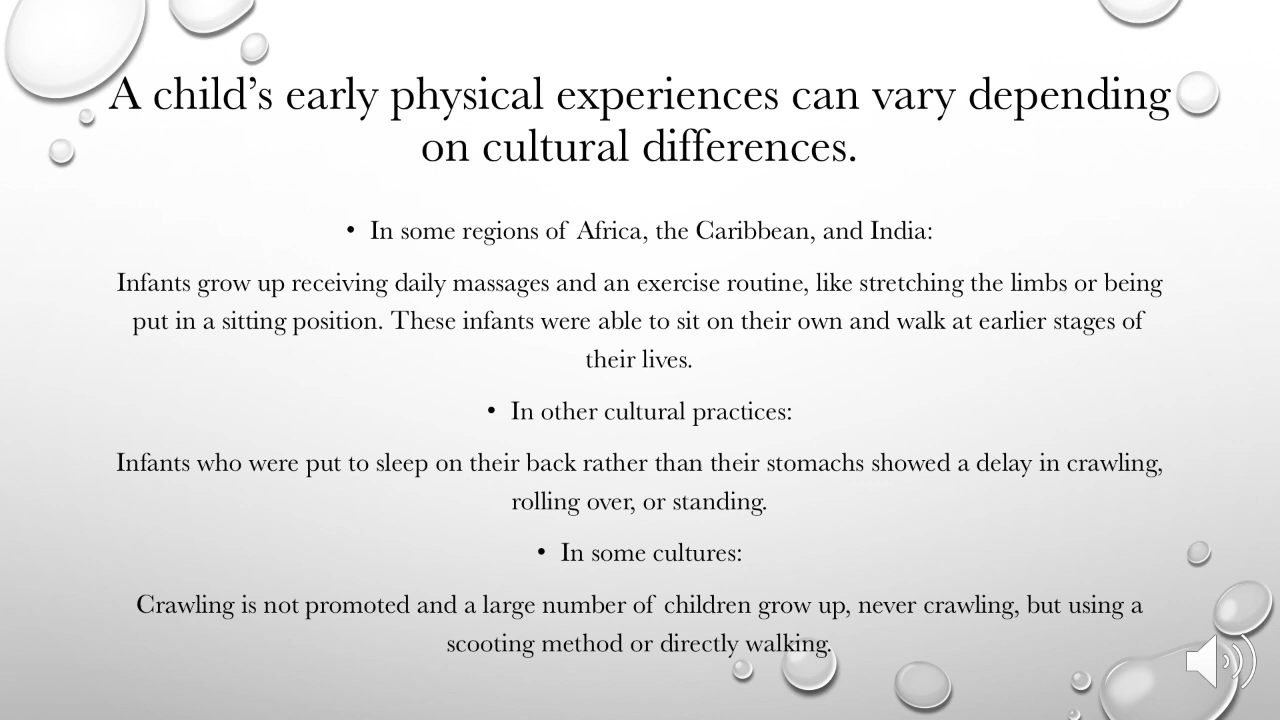 A child’s early physical experiences can vary depending
on cultural differences.
• In some regions of Africa, the Caribbean, and India:
Infants grow up receiving daily massages and an exercise routine, like stretching the limbs or being
put in a sitting position. These infants were able to sit on their own and walk at earlier stages of
their lives.
• In other cultural practices:
Infants who were put to sleep on their back rather than their stomachs showed a delay in crawling,
rolling over, or standing.
• In some cultures:
Crawling is not promoted and a large number of children grow up, never crawling, but using a
scooting method or directly walking.